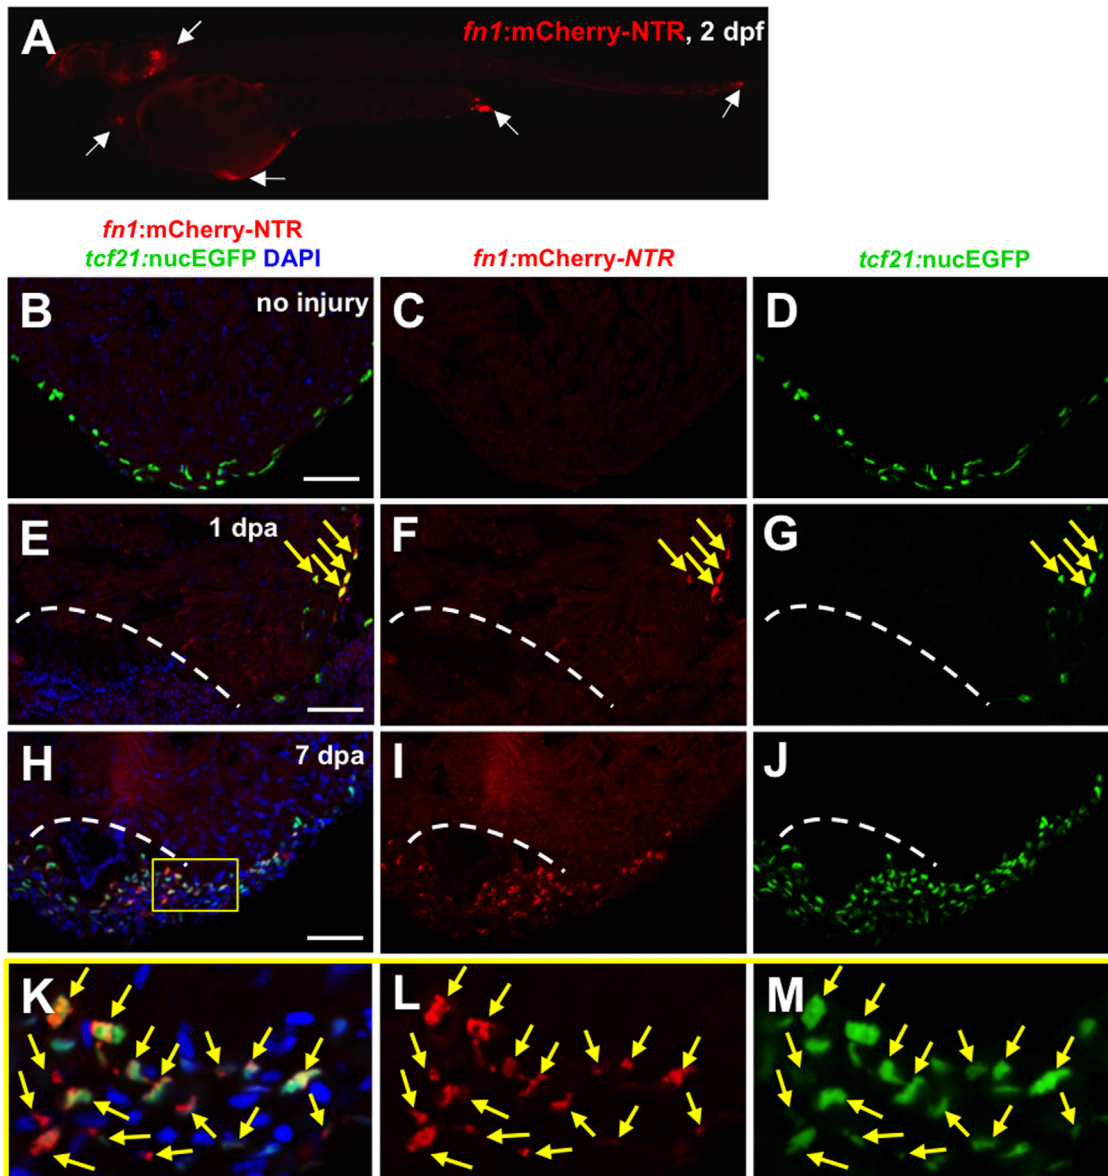 A
fn1:mCherry-NTR, 2 dpf
fn1:mCherry-NTR
tcf21:nucEGFP DAPI
fn1:mCherry-NTR
tcf21:nucEGFP
B
no injury
C
D
E
1 dpa
F
G
H
7 dpa
I
J
K
L
M